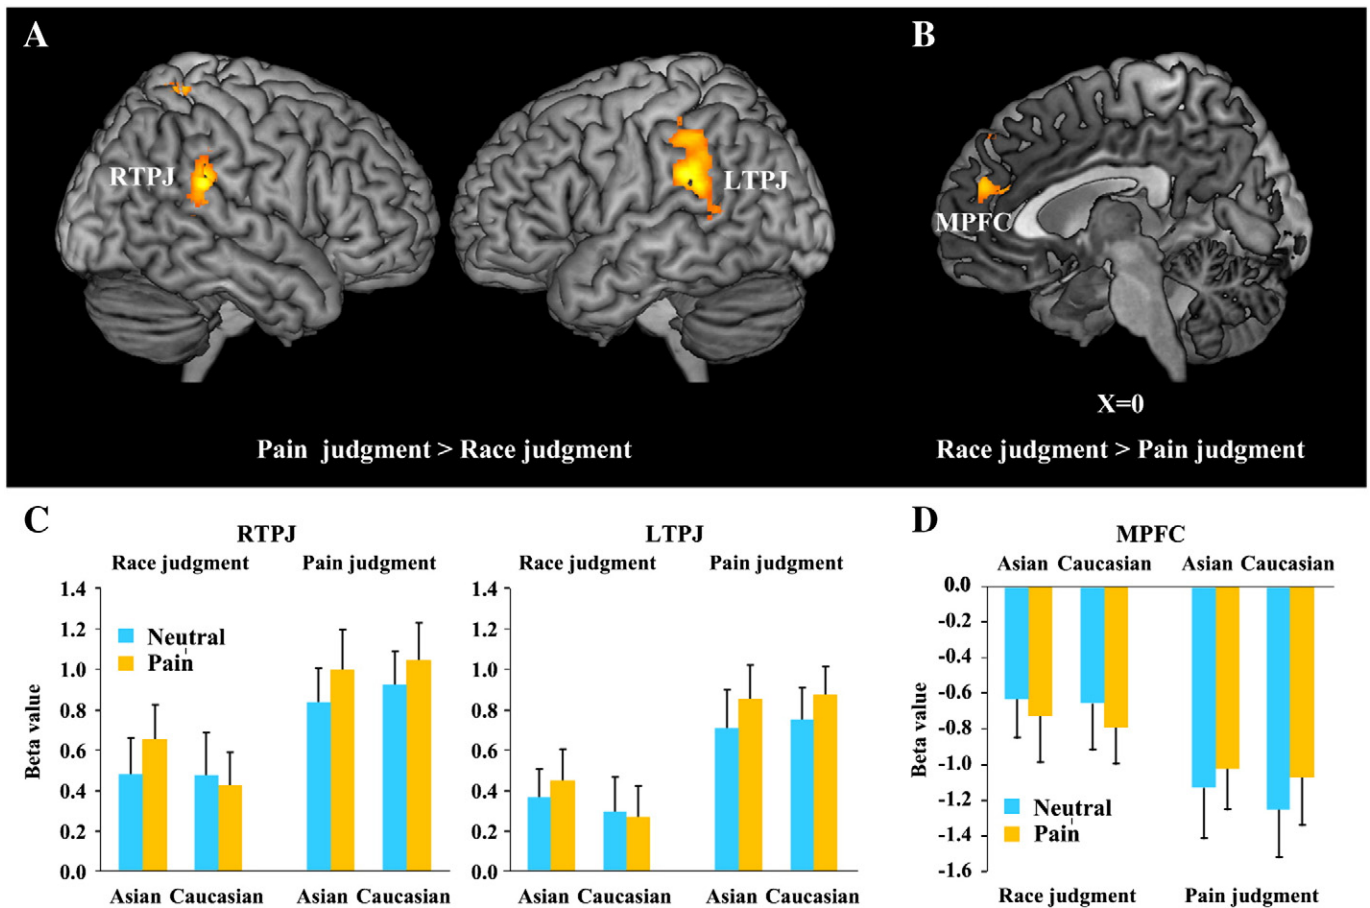 A
B
RTPJ
LTPJ
MPFC
X=0
Pain judgment > Race judgment
Race judgment > Pain judgment
C
RTPJ
LTPJ
D
MPFC
Race judgment
Pain judgment
Race judgment
Pain judgment
Asian
Caucasian
Asian
Caucasian
Beta value
1.4
1.2
1.0
0.8
0.6
0.4
0.2
0.0
Neutral
Pain
Asian
Caucasian
Asian
Caucasian
1.4
1.2
1.0
0.8
0.6
0.4
0.2
0.0
Asian
Caucasian
Asian
Caucasian
Beta value
0.0
-0.2
-0.4
-0.6
-0.8
-1.0
-1.2
-1.4
-1.6
Neutral
Pain
Race judgment
Pain judgment